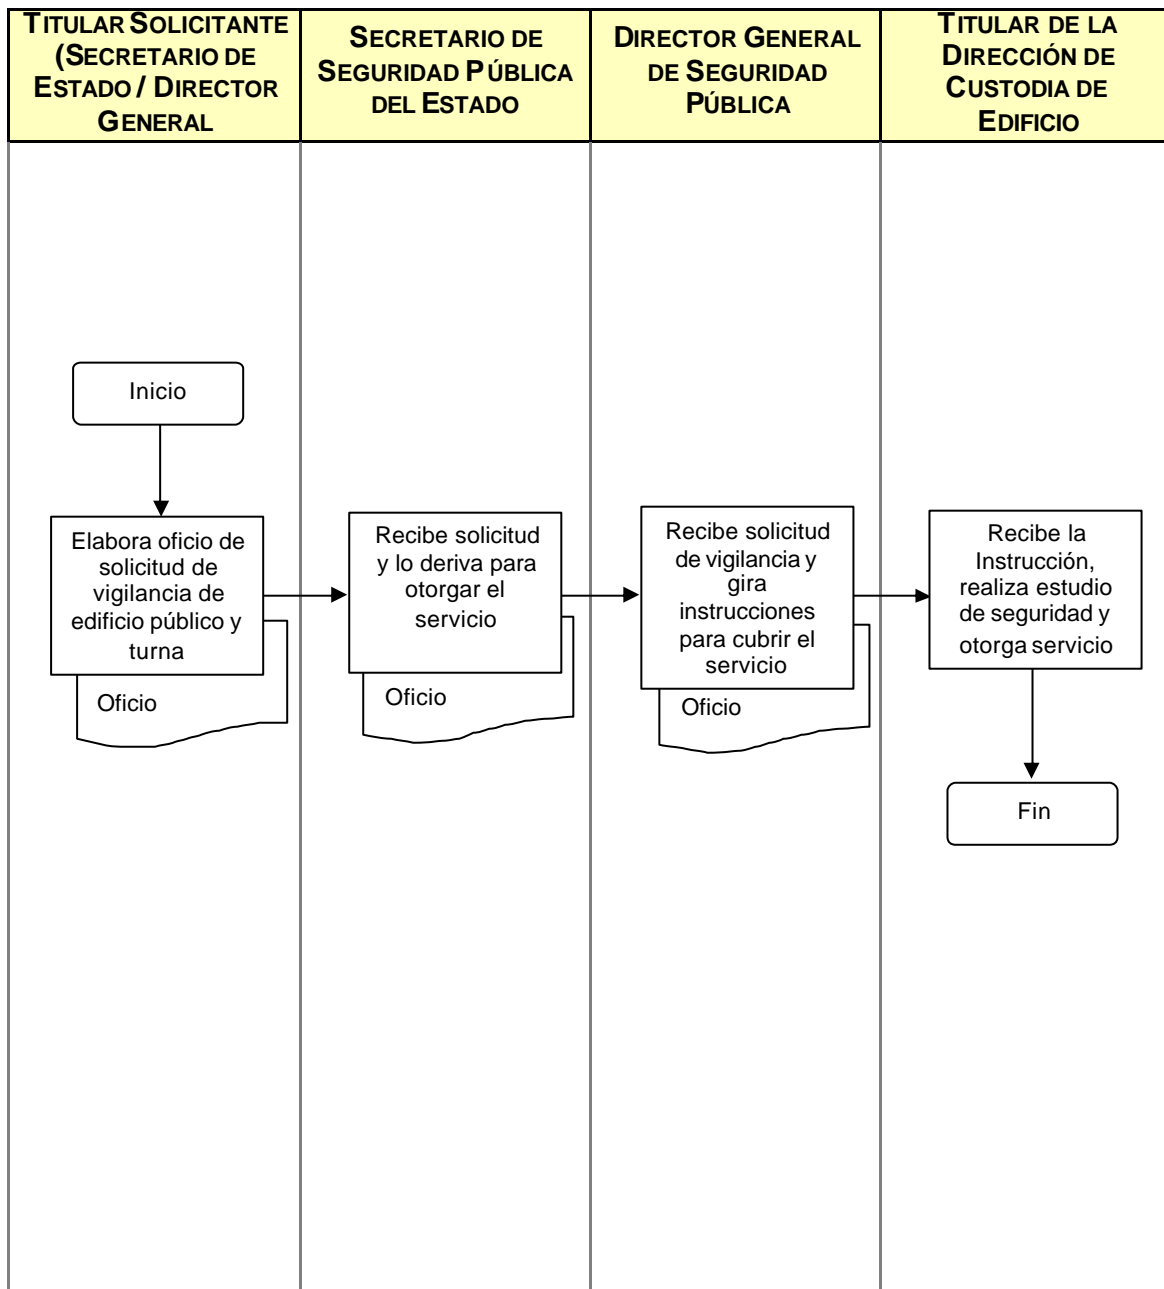 TITULAR SOLICITANTE
(SECRETARIO DE
ESTADO / DIRECTOR
GENERAL
SECRETARIO DE
SEGURIDAD PÚBLICA
DEL ESTADO
DIRECTOR GENERAL
DE SEGURIDAD
PÚBLICA
TITULAR DE LA
DIRECCIÓN DE
CUSTODIA DE
EDIFICIO
Inicio
Elabora oficio de
solicitud de
vigilancia de
edificio público y
turna
Oficio
Recibe solicitud
y lo deriva para
otorgar el
servicio
Oficio
Recibe solicitud
de vigilancia y
gira
instrucciones
para cubrir el
servicio
Oficio
Recibe la
Instrucción,
realiza estudio
de seguridad y
otorga servicio
Fin